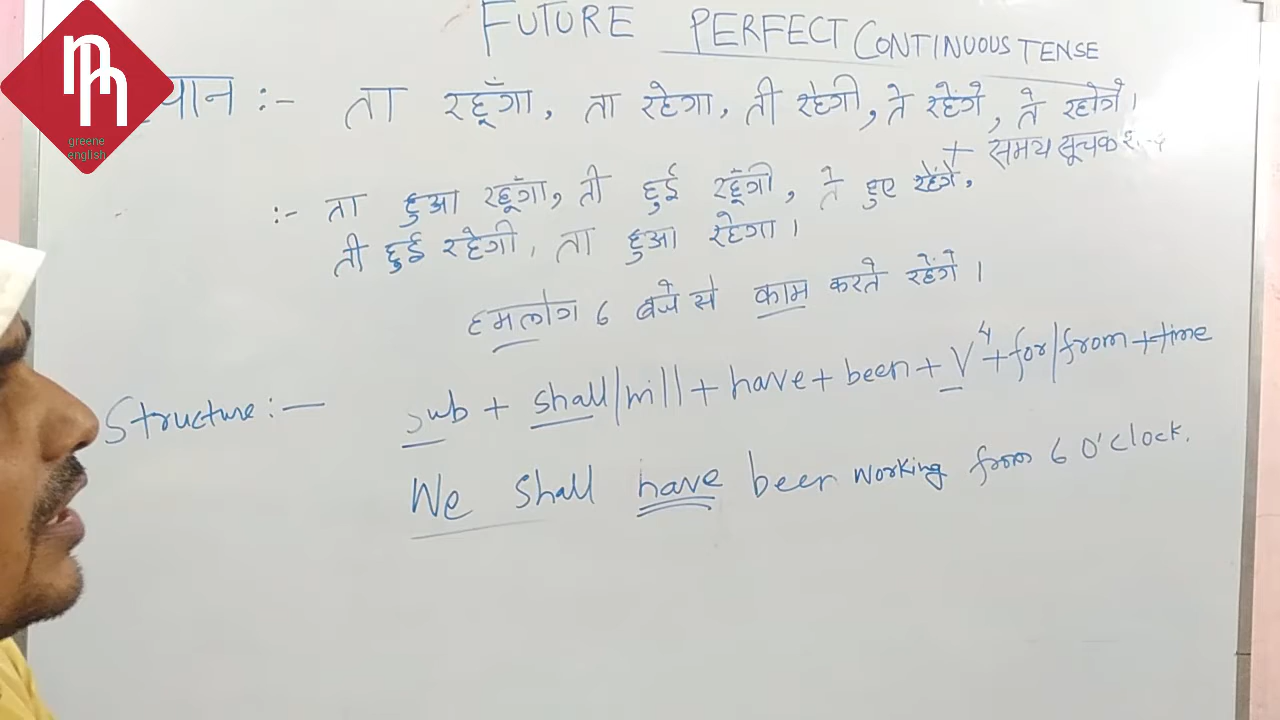 FUTURE PERFECT CONTINUOUS TENSE
greene
english
:- ता रहूँगा, ता रहेगा, ती रहेगी, ते रहेंगे, ते रहोगे।
+ समय सूचक
:- ता हुआ रहूँगा, ती हुई रहूँगी, ते हुए रहेंगे,
ती हुई रहेगी, ता हुआ रहेगा।
हमलोग 6 बजे से काम करते रहेंगे।
Structure:- sub + shall/will + have + been + V4 + for/from + time
We shall have been working from 6 O'clock.